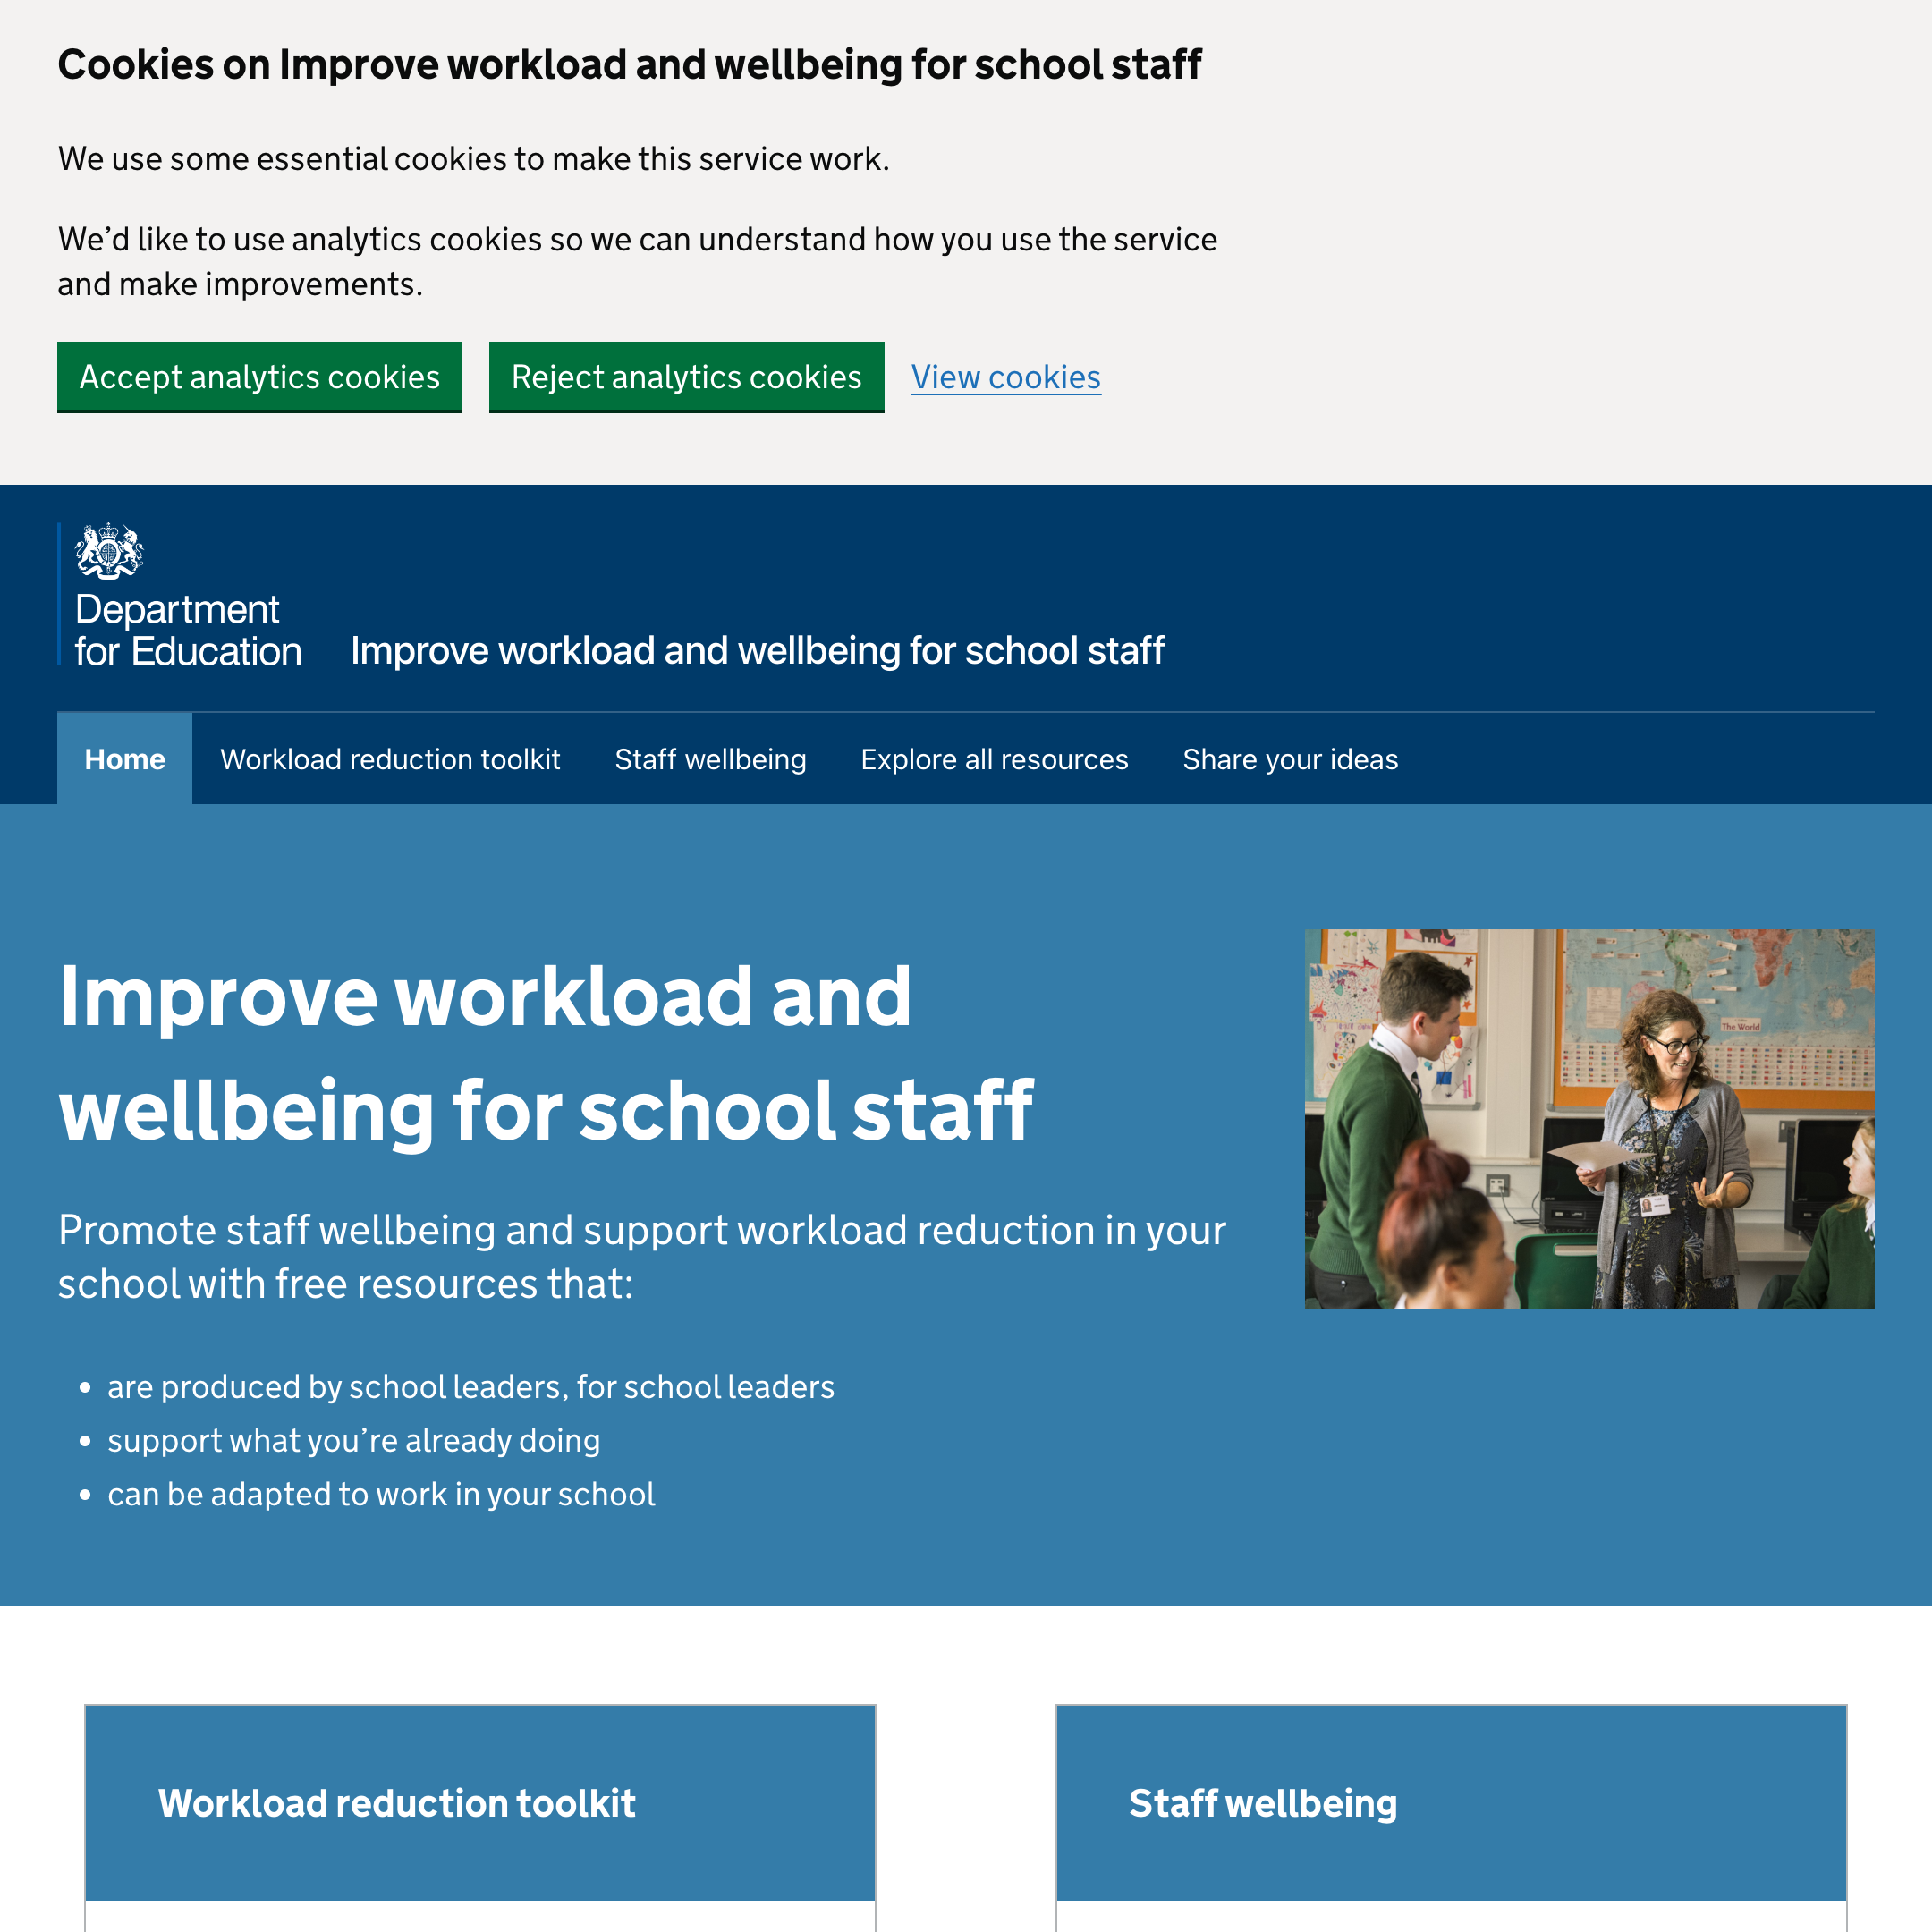 Cookies on Improve workload and wellbeing for school staff
We use some essential cookies to make this service work.
We’d like to use analytics cookies so we can understand how you use the service
and make improvements.
Accept analytics cookies
Reject analytics cookies
View cookies
Department
for Education
Improve workload and wellbeing for school staff
Home
Workload reduction toolkit
Staff wellbeing
Explore all resources
Share your ideas
Improve workload and
wellbeing for school staff
Promote staff wellbeing and support workload reduction in your
school with free resources that:
• are produced by school leaders, for school leaders
• support what you’re already doing
• can be adapted to work in your school
The World
Workload reduction toolkit
Staff wellbeing